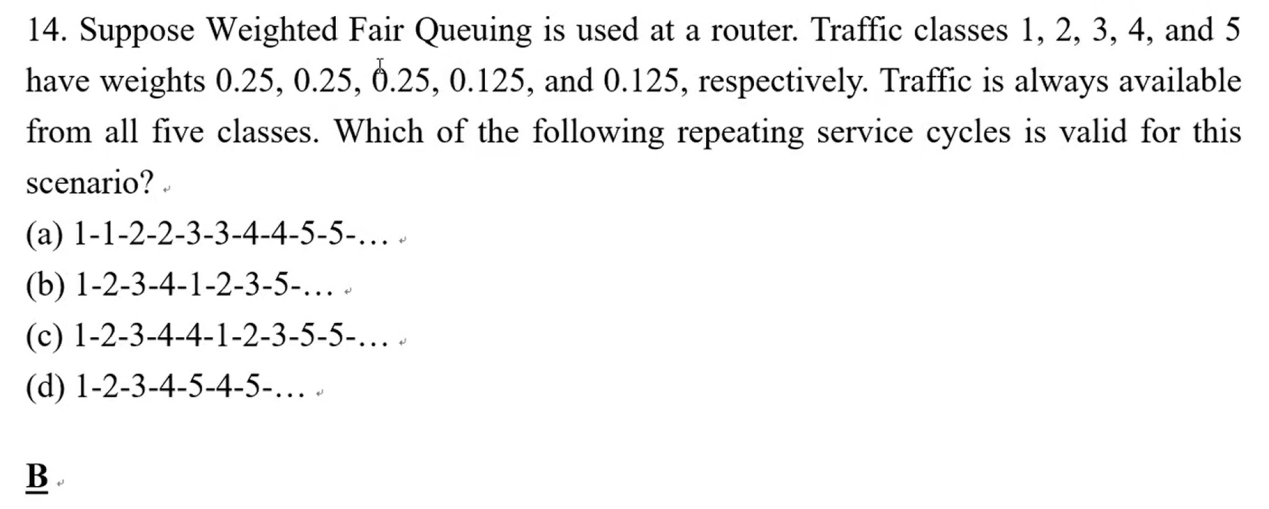 14. Suppose Weighted Fair Queuing is used at a router. Traffic classes 1, 2, 3, 4, and 5
have weights 0.25, 0.25, 0.25, 0.125, and 0.125, respectively. Traffic is always available
from all five classes. Which of the following repeating service cycles is valid for this
scenario?
(a) 1-1-2-2-3-3-4-4-5-5-…
(b) 1-2-3-4-1-2-3-5-…
(c) 1-2-3-4-4-1-2-3-5-5-…
(d) 1-2-3-4-5-4-5-…
B